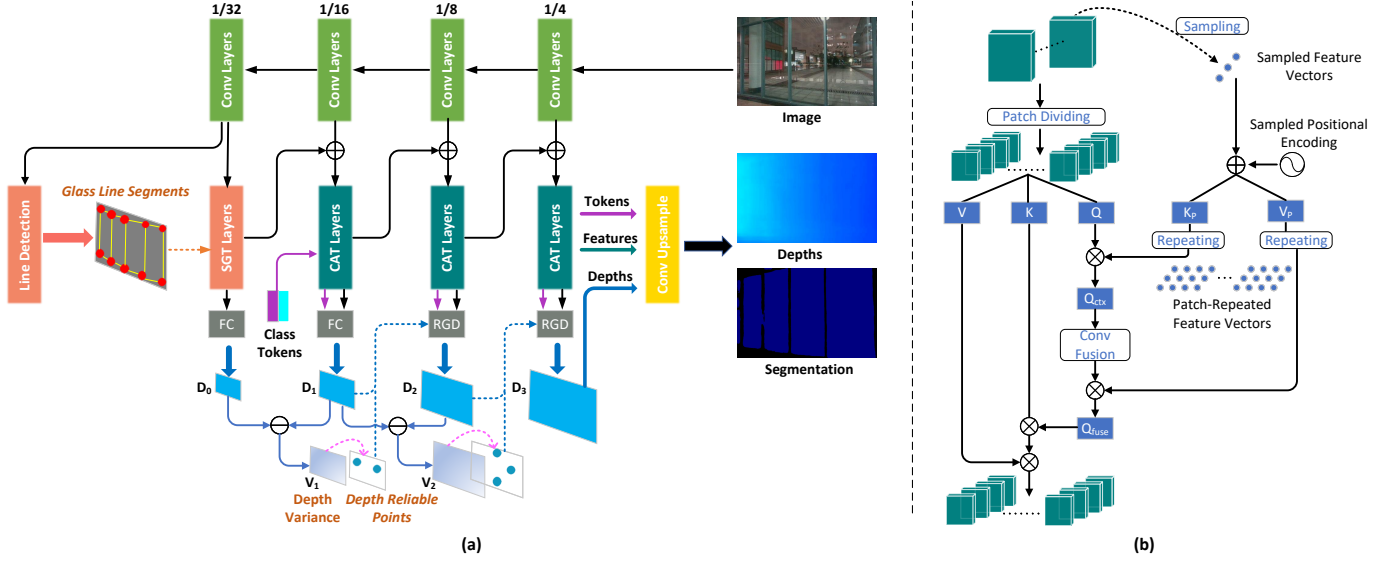 1/32
1/16
1/8
1/4
Conv Layers
Conv Layers
Conv Layers
Conv Layers
Image
Line Detection
Glass Line Segments
SGT Layers
CAT Layers
CAT Layers
CAT Layers
Tokens
Features
Depths
Conv Upsample
Depths
Class
Tokens
FC
FC
RGD
RGD
Segmentation
D₀
D₁
D₂
D₃
V₁
V₂
Depth
Variance
Depth Reliable
Points
(a)
Sampling
Sampled Feature
Vectors
Patch Dividing
Sampled Positional
Encoding
V
K
Q
Kₚ
Vₚ
Repeating
Repeating
Patch-Repeated
Feature Vectors
Q_ctx
Conv
Fusion
Q_fuse
(b)